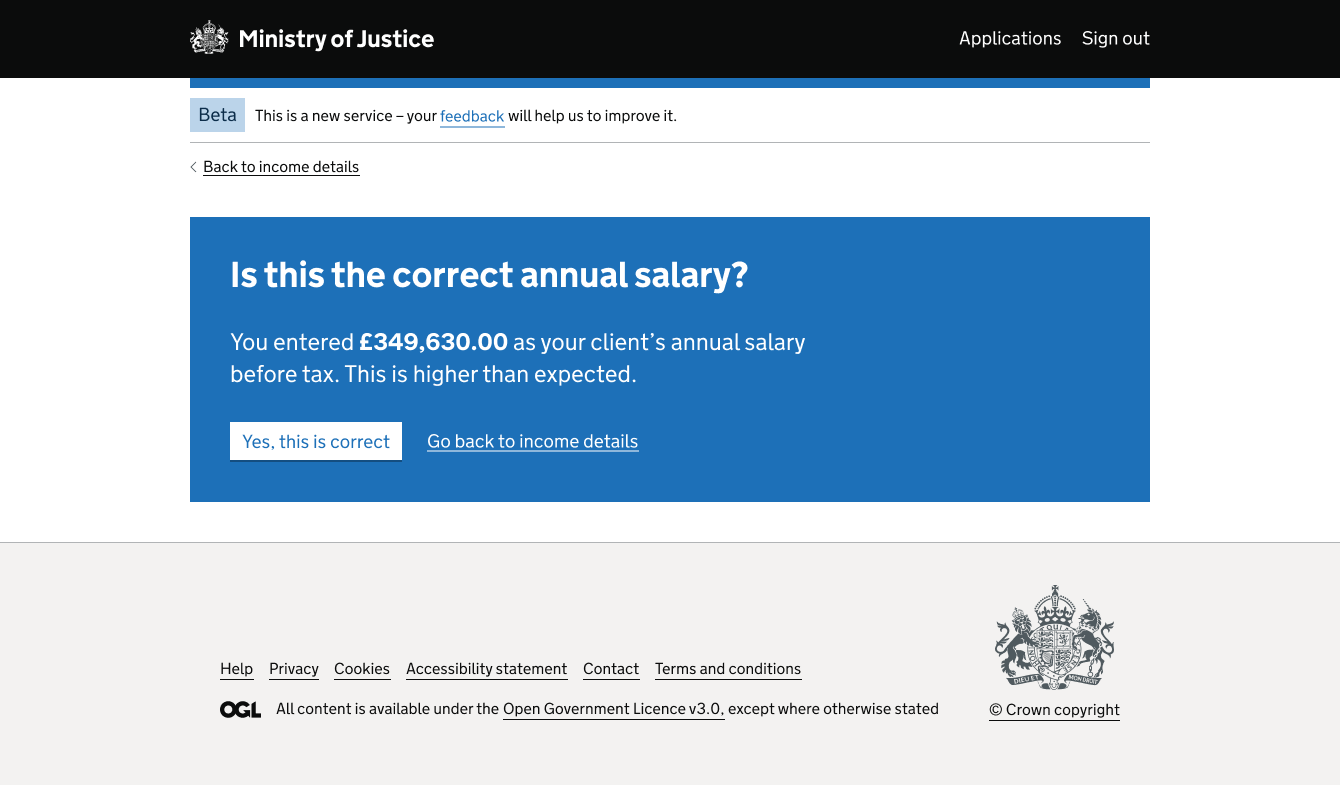 Ministry of Justice
Applications Sign out
Beta This is a new service – your feedback will help us to improve it.
Back to income details
Is this the correct annual salary?
You entered £349,630.00 as your client’s annual salary
before tax. This is higher than expected.
Yes, this is correct Go back to income details
Help Privacy Cookies Accessibility statement Contact Terms and conditions
OGL All content is available under the Open Government Licence v3.0, except where otherwise stated
DIEU ET MON DROIT
© Crown copyright